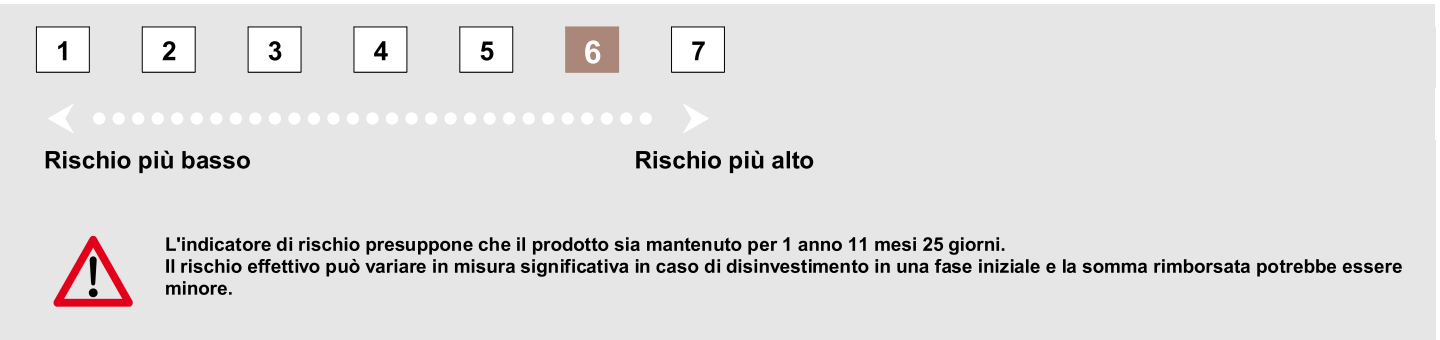 1 2 3 4 5 6 7
Rischio più basso Rischio più alto
L'indicatore di rischio presuppone che il prodotto sia mantenuto per 1 anno 11 mesi 25 giorni.
Il rischio effettivo può variare in misura significativa in caso di disinvestimento in una fase iniziale e la somma rimborsata potrebbe essere
minore.